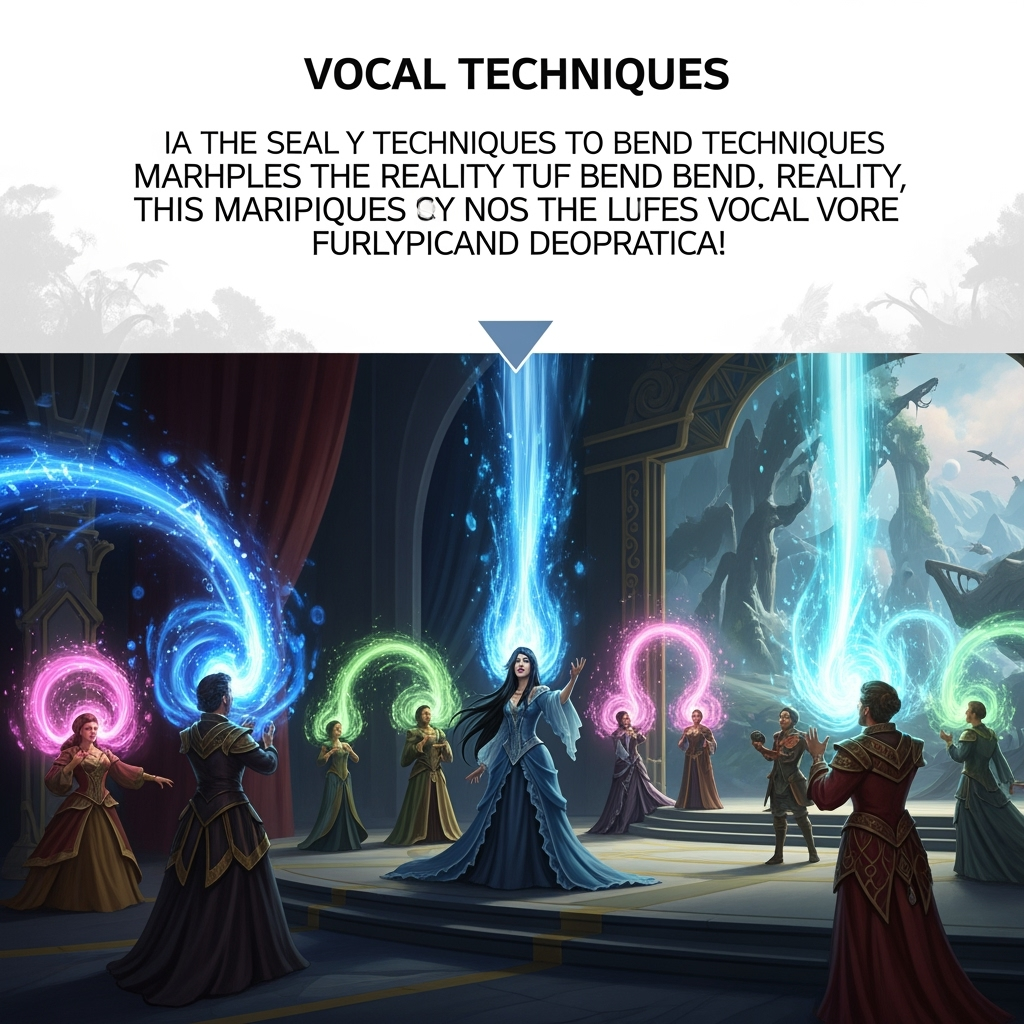 VOCAL TECHNIQUES
IA THE SEAL Y TECHNIQUES TO BEND TECHNIQUES
MARHPLES THE REALITY TUF BEND BEND. REALITY,
THIS MARIPIQUES OY NOS THE LUFES VOCAL VORE
FURLYPICAND DEOPRATICA!